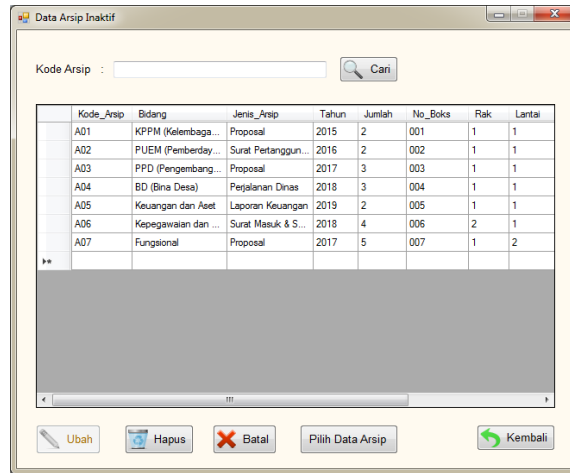 Data Arsip Inaktif
Kode Arsip : Cari
Kode_Arsip Bidang Jenis_Arsip Tahun Jumlah No_Boks Rak Lantai
A01 KPPM (Kelembaga... Proposal 2015 2 001 1 1
A02 PUEM (Pemberday... Surat Pertanggun... 2016 2 002 1 1
A03 PPD (Pengembang... Proposal 2017 3 003 1 1
A04 BD (Bina Desa) Perjalanan Dinas 2018 3 004 1 1
A05 Keuangan dan Aset Laporan Keuangan 2019 2 005 1 1
A06 Kepegawaian dan ... Surat Masuk & S... 2018 4 006 2 1
A07 Fungsional Proposal 2017 5 007 1 2
Ubah Hapus Batal Pilih Data Arsip Kembali